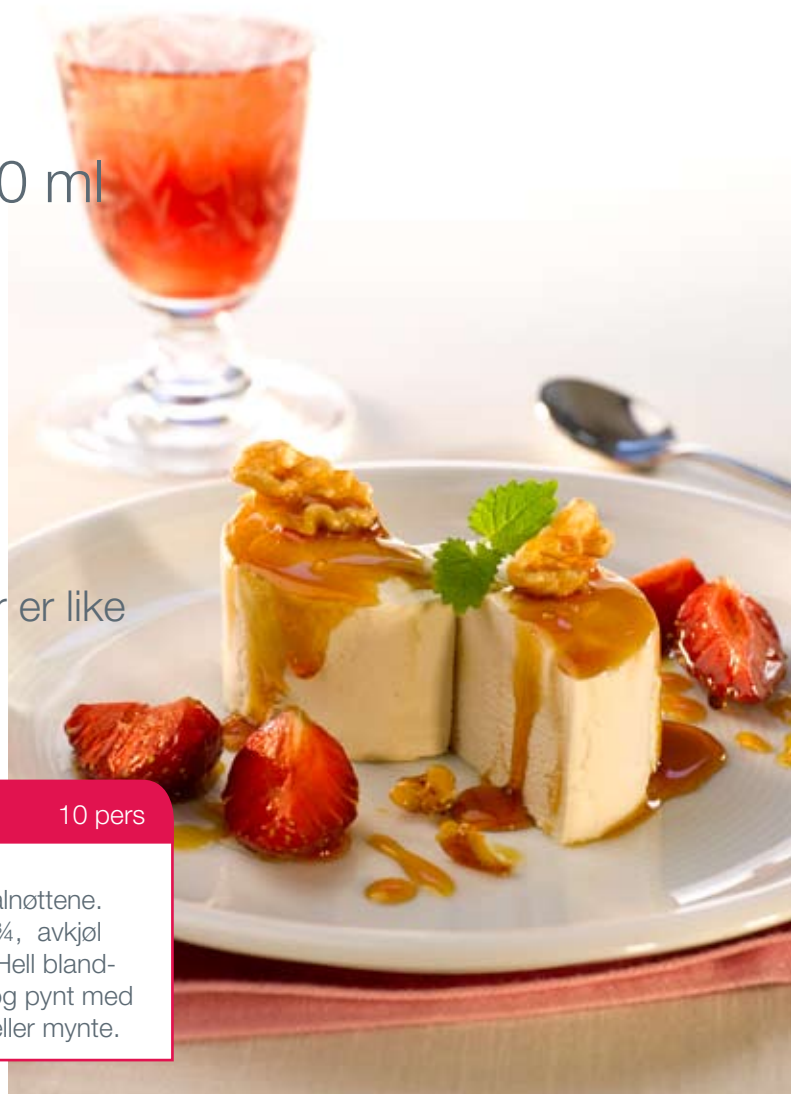 0 ml
r er like
10 pers
alnøttene.
¾, avkjøl
Hell bland-
og pynt med
eller mynte.